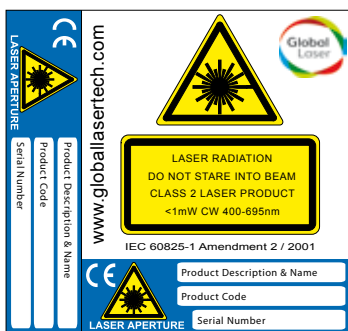 CE
LASER APERTURE
Product Description & Name
Product Code
Serial Number
www.globallasertech.com
Global
Laser
LASER RADIATION
DO NOT STARE INTO BEAM
CLASS 2 LASER PRODUCT
<1mW CW 400-695nm
IEC 60825-1 Amendment 2 / 2001
CE
LASER APERTURE
Product Description & Name
Product Code
Serial Number